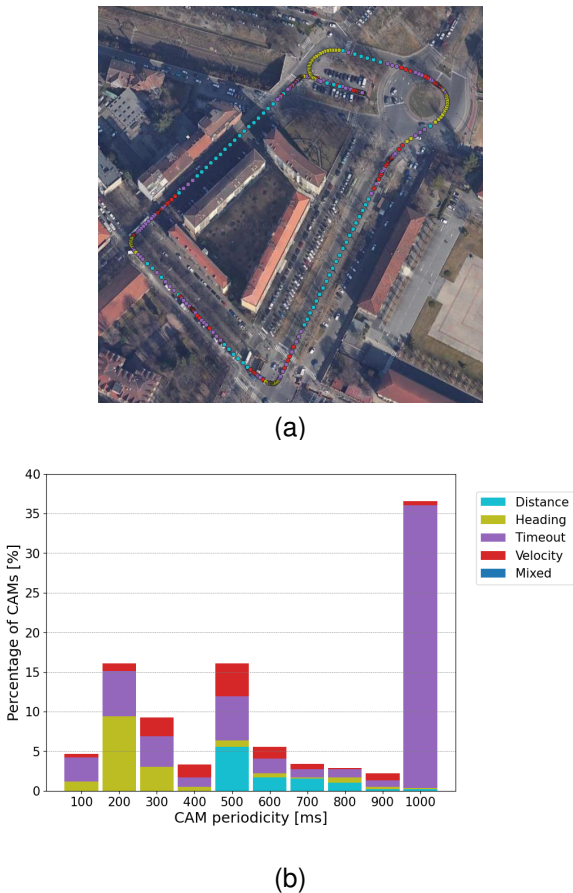 (a)
40
35
30
25
20
15
10
5
0
Percentage of CAMs [%]
100 200 300 400 500 600 700 800 900 1000
CAM periodicity [ms]
Distance
Heading
Timeout
Velocity
Mixed
(b)